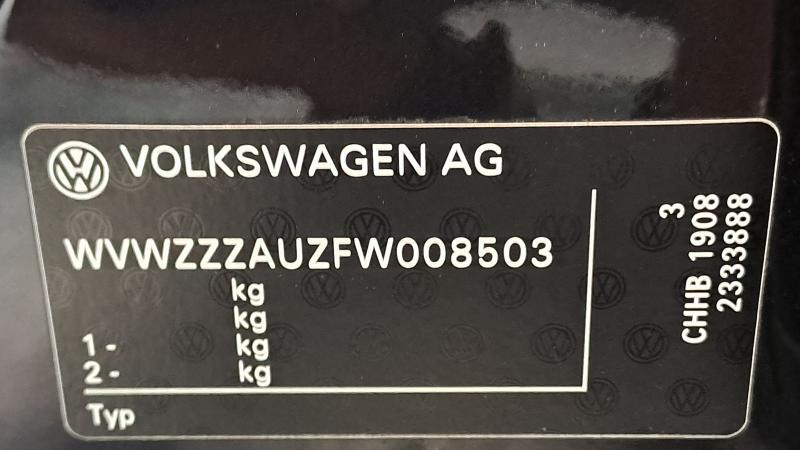 VOLKSWAGEN AG
WVWZZZAUZFW008503
kg
kg
1- kg
2- kg
Typ
3
CHHB 1908
2333888